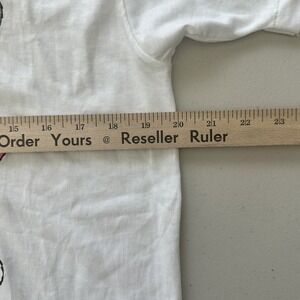 15 16 17 18 19 20 21 22 23
Order Yours @ Reseller Ruler